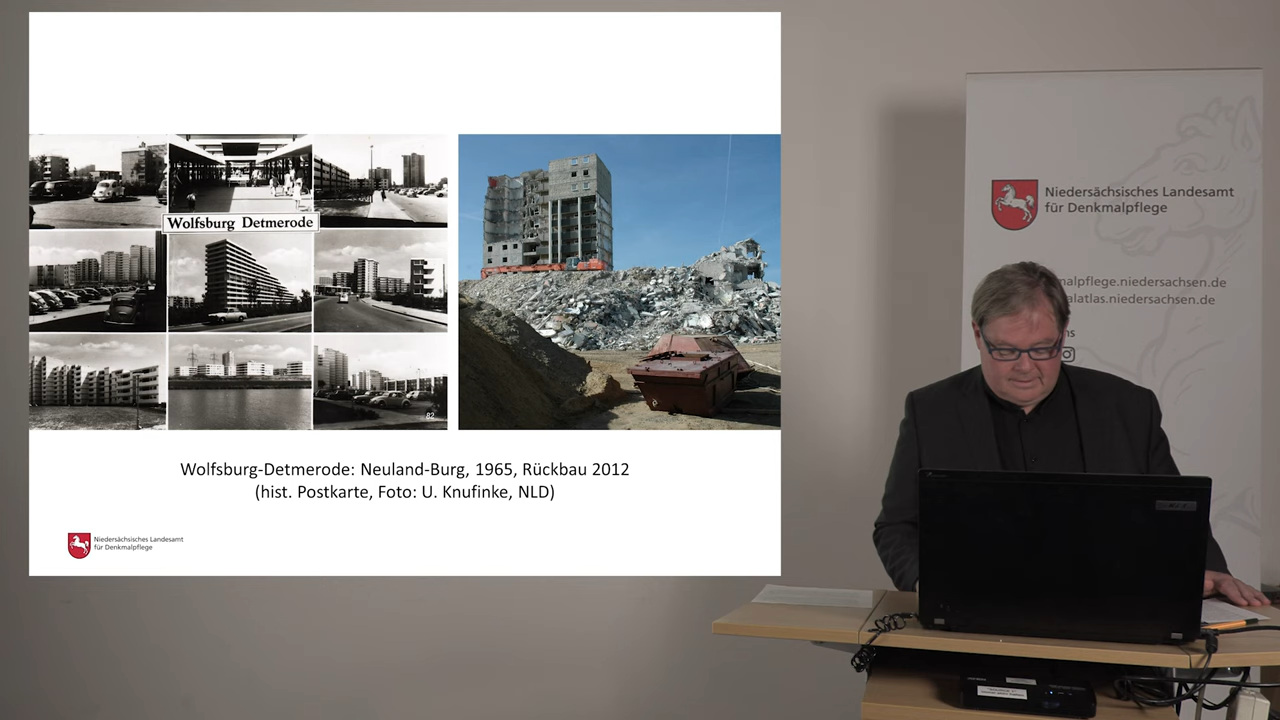 Wolfsburg Detmerode
82
Wolfsburg-Detmerode: Neuland-Burg, 1965, Rückbau 2012
(hist. Postkarte, Foto: U. Knufinke, NLD)
Niedersächsisches Landesamt
für Denkmalpflege
Niedersächsisches Landesamt
für Denkmalpflege
malpflege.niedersachsen.de
alatlas.niedersachsen.de